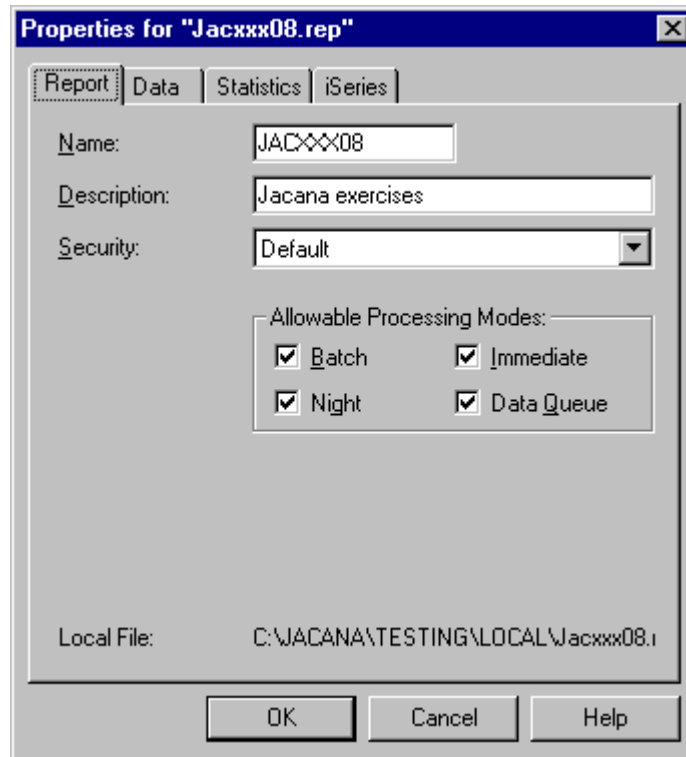 Properties for "Jacxxx08.rep"
Report Data Statistics iSeries
Name: JACXXX08
Description: Jacana exercises
Security: Default
Allowable Processing Modes:
Batch Immediate
Night Data Queue
Local File: C:\JACANA\TESTING\LOCAL\Jacxxx08.r
OK Cancel Help